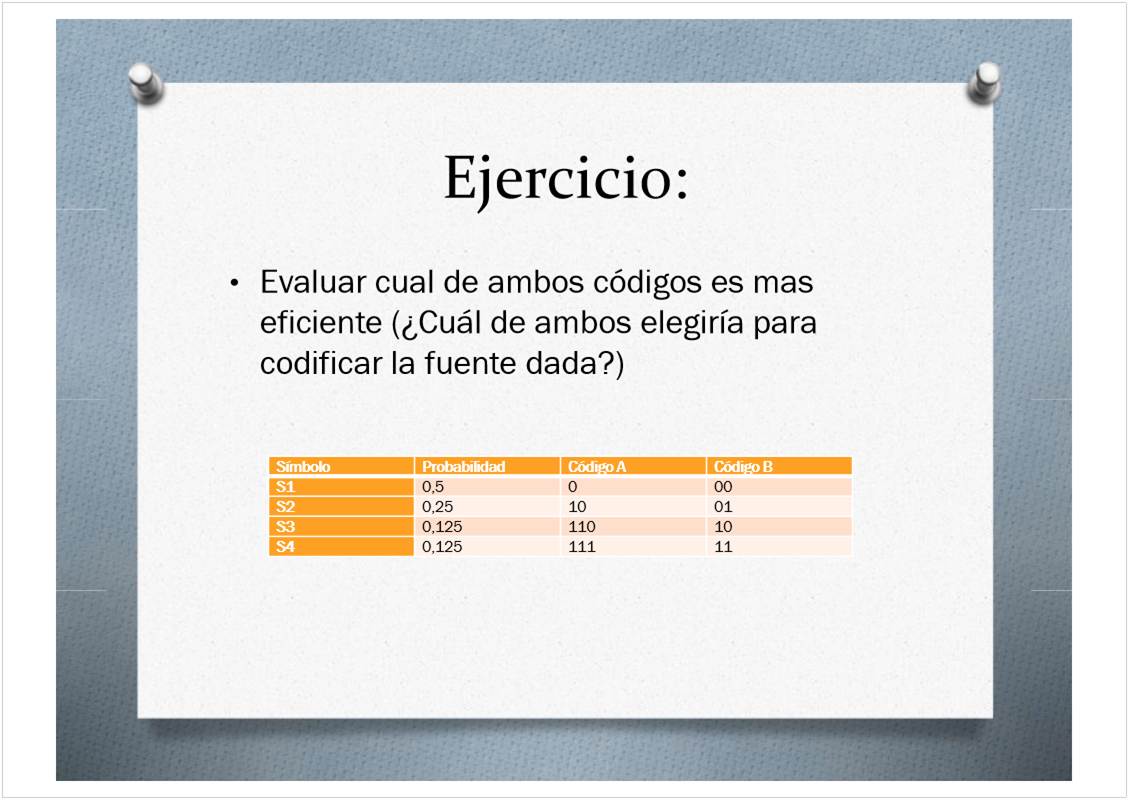 Ejercicio:
• Evaluar cual de ambos códigos es mas
eficiente (¿Cuál de ambos elegiría para
codificar la fuente dada?)
Símbolo Probabilidad Código A Código B
S1 0,5 0 00
S2 0,25 10 01
S3 0,125 110 10
S4 0,125 111 11